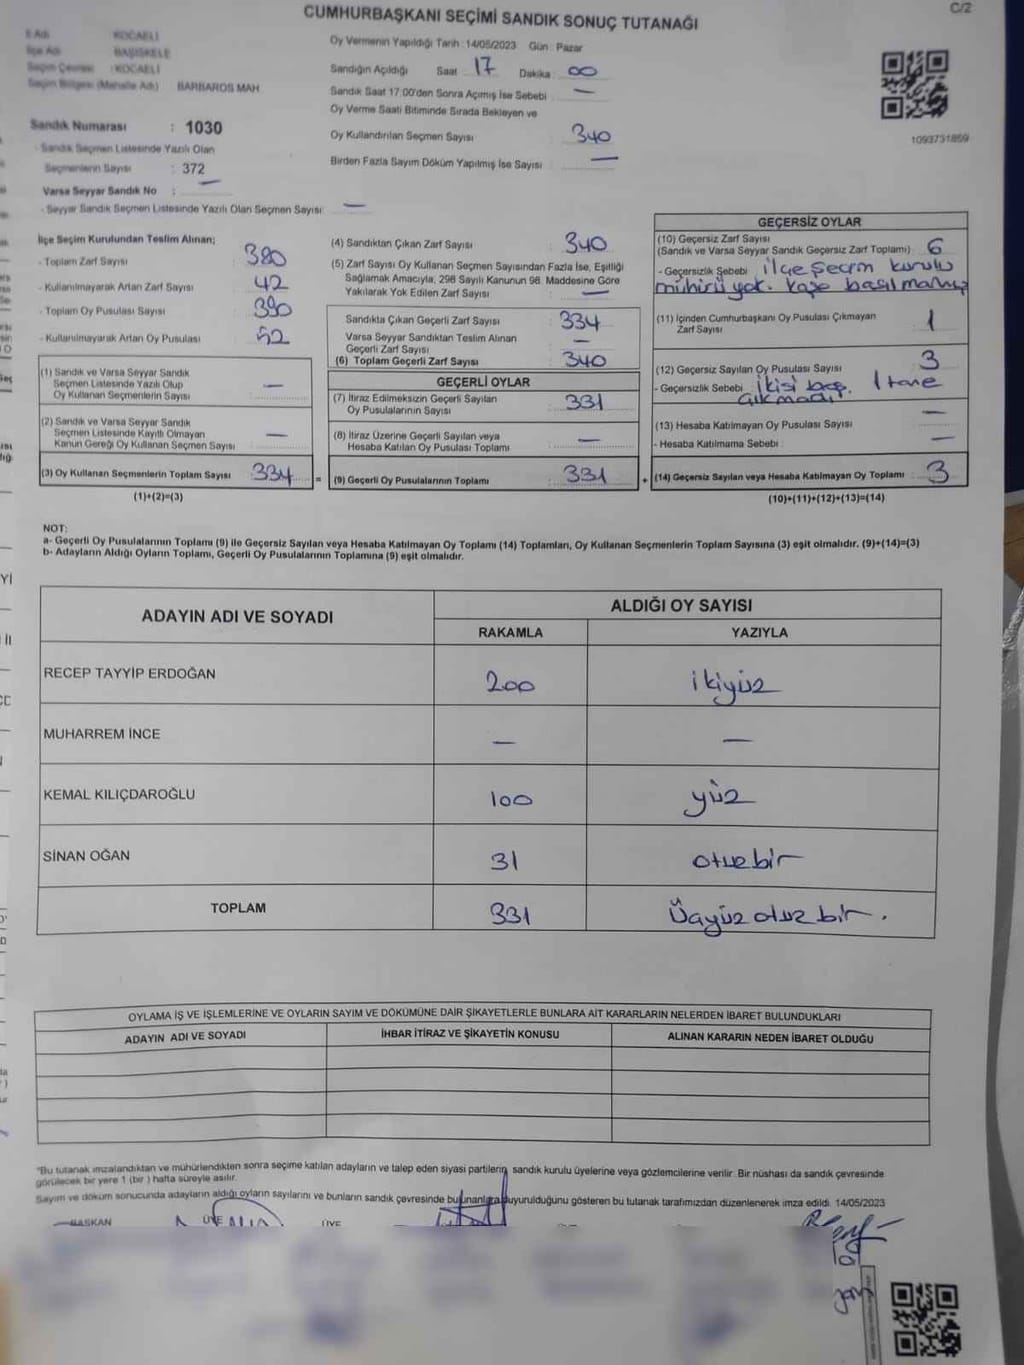 C/2
CUMHURBAŞKANI SEÇİMİ SANDIK SONUÇ TUTANAĞI
İl Adı : KOCAELİ
İlçe Adı : BAŞİSKELE
Seçim Çevresi : KOCAELİ
Seçim Bölgesi (Mahalle Adı) BARBAROS MAH.
Sandık Numarası : 1030
- Sandık Seçmen Listesinde Yazılı Olan
Seçmenlerin Sayısı : 372
Varsa Seyyar Sandık No : —
- Seyyar Sandık Seçmen Listesinde Yazılı Olan Seçmen Sayısı: —
Oy Vermenin Yapıldığı Tarih :14/05/2023 Gün : Pazar
Sandığın Açıldığı Saat : 17 Dakika : 00
Sandık Saat 17:00'den Sonra Açımış İse Sebebi : —
Oy Verme Saati Bitiminde Sırada Bekleyen ve
Oy Kullandırılan Seçmen Sayısı : 340
Birden Fazla Sayım Döküm Yapılmış İse Sayısı : —
1093731859
İlçe Seçim Kurulundan Teslim Alınan;
- Toplam Zarf Sayısı : 380
- Kullanılmayarak Artan Zarf Sayısı : 42
- Toplam Oy Pusulası Sayısı : 390
- Kullanılmayarak Artan Oy Pusulası : 52
(1) Sandık ve Varsa Seyyar Sandık
Seçmen Listesinde Yazılı Olup
Oy Kullanan Seçmenlerin Sayısı : —
(2) Sandık ve Varsa Seyyar Sandık
Seçmen Listesinde Kayıtlı Olmayan
Kanun Gereği Oy Kullanan Seçmen Sayısı : —
(3) Oy Kullanan Seçmenlerin Toplam Sayısı : 334 =
(1)+(2)=(3)
(4) Sandıktan Çıkan Zarf Sayısı : 340
(5) Zarf Sayısı Oy Kullanan Seçmen Sayısından Fazla İse, Eşitliği
Sağlamak Amacıyla, 298 Sayılı Kanunun 98. Maddesine Göre
Yakılarak Yok Edilen Zarf Sayısı : —
Sandıkta Çıkan Geçerli Zarf Sayısı : 334
Varsa Seyyar Sandıktan Teslim Alınan
Geçerli Zarf Sayısı : —
(6) Toplam Geçerli Zarf Sayısı : 340
GEÇERLİ OYLAR
(7) İtiraz Edilmeksizin Geçerli Sayılan
Oy Pusulalarının Sayısı : 331
(8) İtiraz Üzerine Geçerli Sayılan veya
Hesaba Katılan Oy Pusulası Toplamı : —
(9) Geçerli Oy Pusulalarının Toplamı : 331 +
GEÇERSİZ OYLAR
(10) Geçersiz Zarf Sayısı
(Sandık ve Varsa Seyyar Sandık Geçersiz Zarf Toplamı) : 6
- Geçersizlik Sebebi : İlçe Seçim kurulu
mührü yok. kaşe basılmamış
(11) İçinden Cumhurbaşkanı Oy Pusulası Çıkmayan
Zarf Sayısı : 1
(12) Geçersiz Sayılan Oy Pusulası Sayısı : 3
- Geçersizlik Sebebi : İkisi boş. 1 tane
çıkmadı.
(13) Hesaba Katılmayan Oy Pusulası Sayısı : —
- Hesaba Katılmama Sebebi : —
(14) Geçersiz Sayılan veya Hesaba Katılmayan Oy Toplamı : 3
(10)+(11)+(12)+(13)=(14)
NOT:
a- Geçerli Oy Pusulalarının Toplamı (9) ile Geçersiz Sayılan veya Hesaba Katılmayan Oy Toplamı (14) Toplamları, Oy Kullanan Seçmenlerin Toplam Sayısına (3) eşit olmalıdır. (9)+(14)=(3)
b- Adayların Aldığı Oyların Toplamı, Geçerli Oy Pusulalarının Toplamına (9) eşit olmalıdır.
ADAYIN ADI VE SOYADI ALDIĞI OY SAYISI
RAKAMLA YAZIYLA
RECEP TAYYİP ERDOĞAN 200 ikiyüz
MUHARREM İNCE — —
KEMAL KILIÇDAROĞLU 100 yüz
SİNAN OĞAN 31 otuzbir
TOPLAM 331 Üçyüz otuz bir.
OYLAMA İŞ VE İŞLEMLERİNE VE OYLARIN SAYIM VE DÖKÜMÜNE DAİR ŞİKAYETLERLE BUNLARA AİT KARARLARIN NELERDEN İBARET BULUNDUKLARI
ADAYIN ADI VE SOYADI İHBAR İTİRAZ VE ŞİKAYETİN KONUSU ALINAN KARARIN NEDEN İBARET OLDUĞU
*Bu tutanak imzalandıktan ve mühürlendikten sonra seçime katılan adayların ve talep eden siyasi partilerin sandık kurulu üyelerine veya gözlemcilerine verilir. Bir nüshası da sandık çevresinde
görülecek bir yere 1 (bir ) hafta süreyle asılır.
Sayım ve döküm sonucunda adayların aldığı oyların sayılarını ve bunların sandık çevresinde bulunanlara duyurulduğunu gösteren bu tutanak tarafımızdan düzenlenerek imza edildi. 14/05/2023
BAŞKAN ÜYE ÜYE